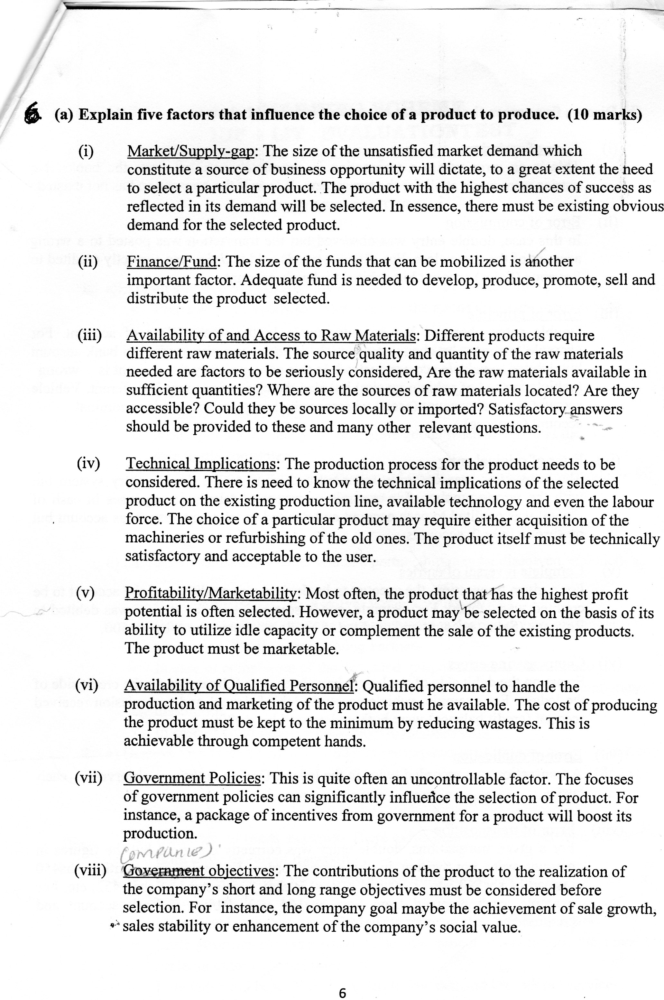 6. (a) Explain five factors that influence the choice of a product to produce. (10 marks)
(i) Market/Supply-gap: The size of the unsatisfied market demand which
constitute a source of business opportunity will dictate, to a great extent the need
to select a particular product. The product with the highest chances of success as
reflected in its demand will be selected. In essence, there must be existing obvious
demand for the selected product.
(ii) Finance/Fund: The size of the funds that can be mobilized is another
important factor. Adequate fund is needed to develop, produce, promote, sell and
distribute the product selected.
(iii) Availability of and Access to Raw Materials: Different products require
different raw materials. The source quality and quantity of the raw materials
needed are factors to be seriously considered, Are the raw materials available in
sufficient quantities? Where are the sources of raw materials located? Are they
accessible? Could they be sources locally or imported? Satisfactory answers
should be provided to these and many other relevant questions.
(iv) Technical Implications: The production process for the product needs to be
considered. There is need to know the technical implications of the selected
product on the existing production line, available technology and even the labour
force. The choice of a particular product may require either acquisition of the
machineries or refurbishing of the old ones. The product itself must be technically
satisfactory and acceptable to the user.
(v) Profitability/Marketability: Most often, the product that has the highest profit
potential is often selected. However, a product may be selected on the basis of its
ability to utilize idle capacity or complement the sale of the existing products.
The product must be marketable.
(vi) Availability of Qualified Personnel: Qualified personnel to handle the
production and marketing of the product must he available. The cost of producing
the product must be kept to the minimum by reducing wastages. This is
achievable through competent hands.
(vii) Government Policies: This is quite often an uncontrollable factor. The focuses
of government policies can significantly influence the selection of product. For
instance, a package of incentives from government for a product will boost its
production.
(viii) Government objectives: The contributions of the product to the realization of
the company's short and long range objectives must be considered before
selection. For instance, the company goal maybe the achievement of sale growth,
sales stability or enhancement of the company's social value.
6